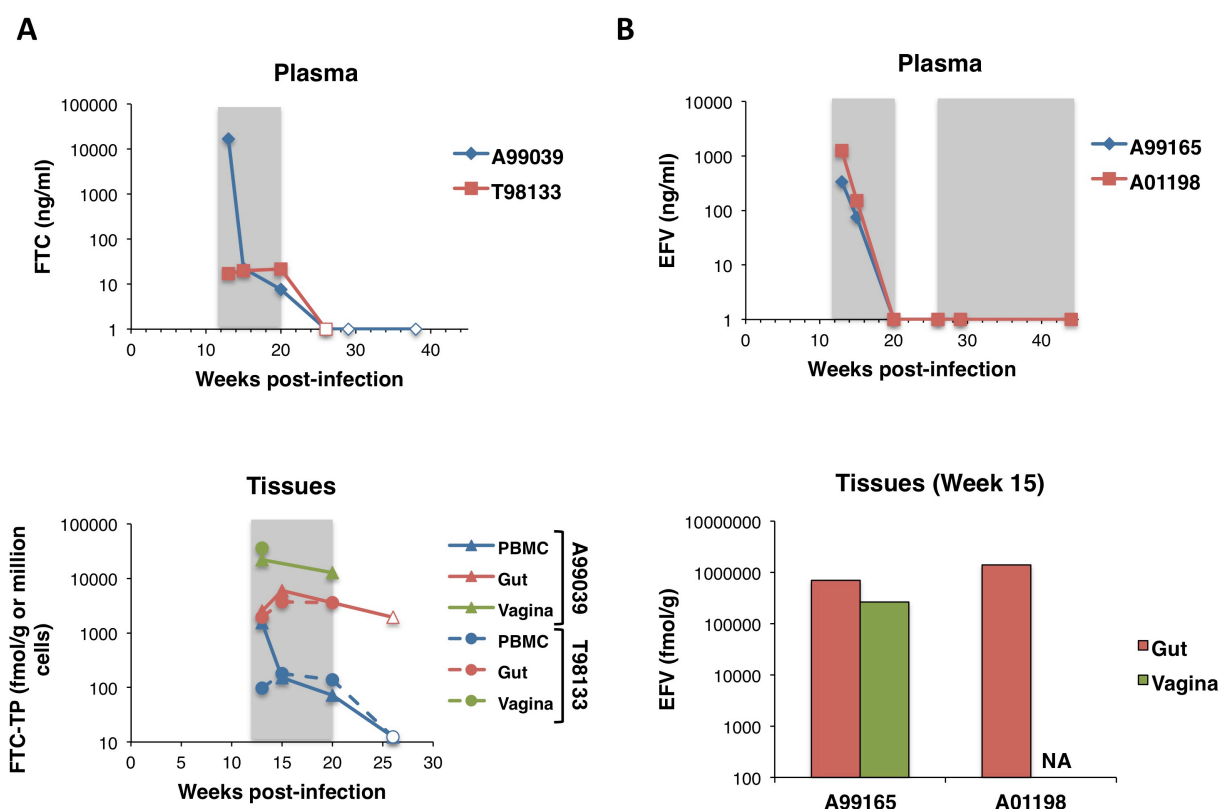 A
Plasma
FTC (ng/ml)
100000
10000
1000
100
10
1
0
10
20
30
40
Weeks post-infection
A99039
T98133
B
Plasma
EFV (ng/ml)
10000
1000
100
10
1
0
10
20
30
40
Weeks post-infection
A99165
A01198
Tissues
FTC-TP (fmol/g or million
cells)
100000
10000
1000
100
10
0
5
10
15
20
25
30
Weeks post-infection
PBMC
Gut
Vagina
A99039
PBMC
Gut
Vagina
T98133
Tissues (Week 15)
EFV (fmol/g)
10000000
1000000
100000
10000
1000
100
NA
A99165
A01198
Gut
Vagina